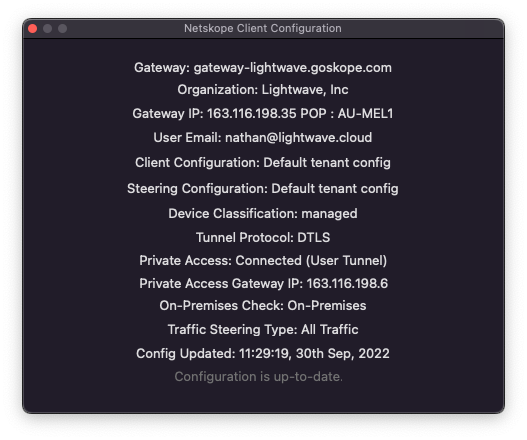 Netskope Client Configuration
Gateway: gateway-lightwave.goskope.com
Organization: Lightwave, Inc
Gateway IP: 163.116.198.35 POP : AU-MEL1
User Email: nathan@lightwave.cloud
Client Configuration: Default tenant config
Steering Configuration: Default tenant config
Device Classification: managed
Tunnel Protocol: DTLS
Private Access: Connected (User Tunnel)
Private Access Gateway IP: 163.116.198.6
On-Premises Check: On-Premises
Traffic Steering Type: All Traffic
Config Updated: 11:29:19, 30th Sep, 2022
Configuration is up-to-date.